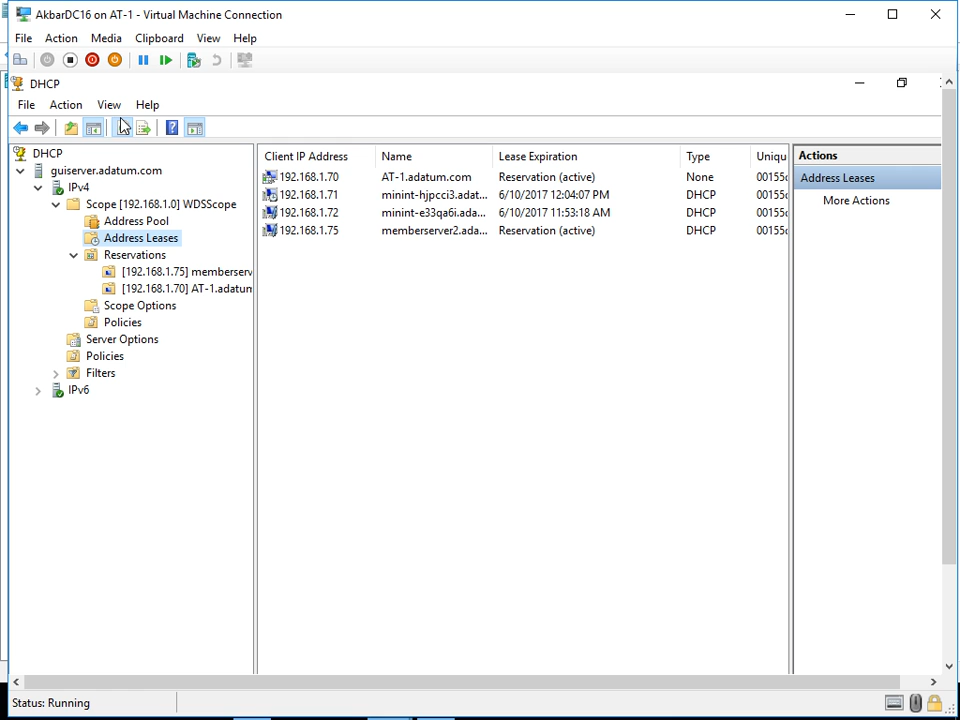 AkbarDC16 on AT-1 - Virtual Machine Connection
File Action Media Clipboard View Help
DHCP
File Action View Help
DHCP
guiserver.adatum.com
IPv4
Scope [192.168.1.0] WDSScope
Address Pool
Address Leases
Reservations
[192.168.1.75] memberserv
[192.168.1.70] AT-1.adatum
Scope Options
Policies
Server Options
Policies
Filters
IPv6
Client IP Address Name Lease Expiration Type Uniqu
192.168.1.70 AT-1.adatum.com Reservation (active) None 00155d
192.168.1.71 minint-hjpcci3.adat... 6/10/2017 12:04:07 PM DHCP 00155d
192.168.1.72 minint-e33qa6i.ada... 6/10/2017 11:53:18 AM DHCP 00155d
192.168.1.75 memberserver2.ada... Reservation (active) DHCP 00155d
Actions
Address Leases
More Actions
Status: Running